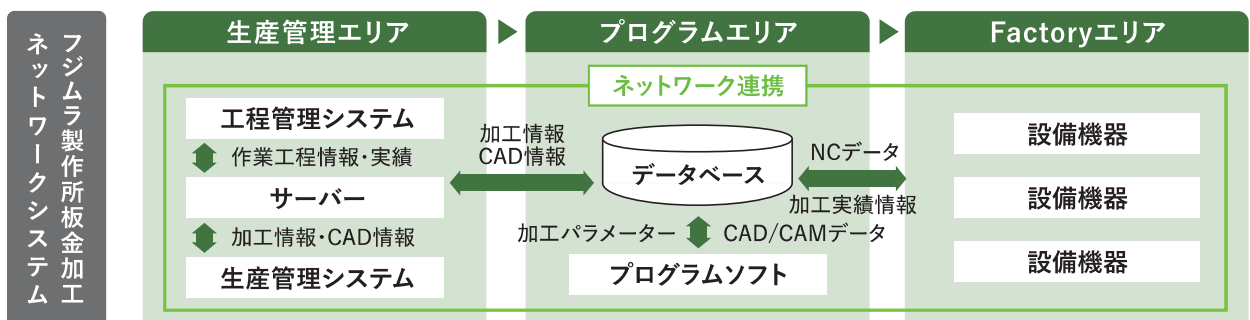 フジムラ製作所板金加工
ネットワークシステム
生産管理エリア
プログラムエリア
Factoryエリア
ネットワーク連携
工程管理システム
作業工程情報・実績
サーバー
加工情報・CAD情報
生産管理システム
加工情報
CAD情報
データベース
加工パラメーター
CAD/CAMデータ
プログラムソフト
NCデータ
加工実績情報
設備機器
設備機器
設備機器